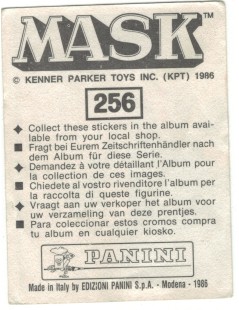 MASK™
© KENNER PARKER TOYS INC. (KPT) 1986
256
Collect these stickers in the album avai-
lable from your local shop.
Fragt bei Eurem Zeitschriftenhändler nach
dem Album für diese Serie.
Demandez à votre détaillant l'Album pour
la collection de ces images.
Chiedete al vostro rivenditore l'album per
la raccolta di queste figurine.
Vraagt aan uw verkoper het album voor
uw verzameling van deze prentjes.
Para coleccionar estos cromos compra
tu album en cualquier kiosko.
PANINI
Made in Italy by EDIZIONI PANINI S.p.A. - Modena - 1986